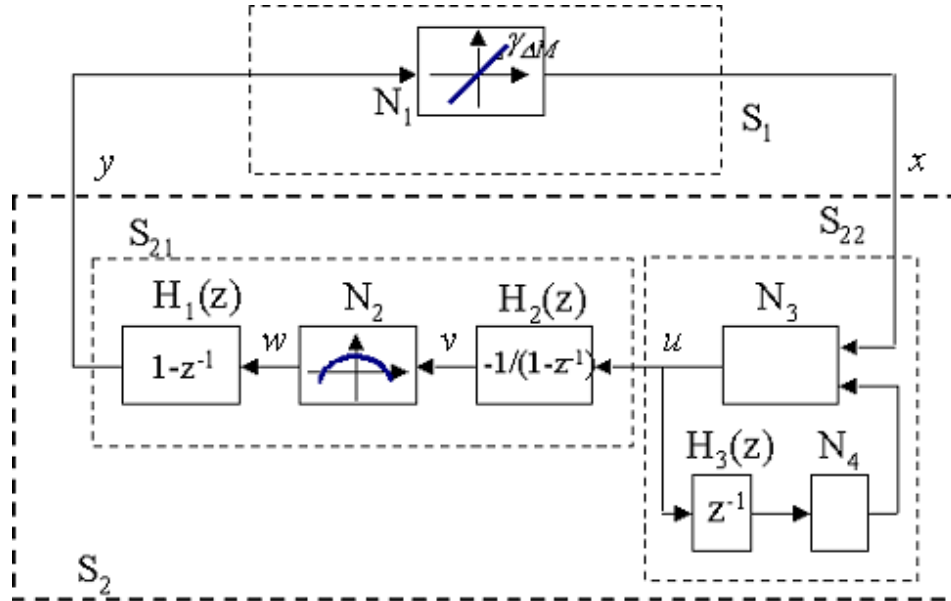 γΔM
N1
S1
y
x
S21
S22
H1(z)
N2
H2(z)
N3
1-z-1
w
v
-1/(1-z-1)
u
H3(z)
N4
z-1
S2